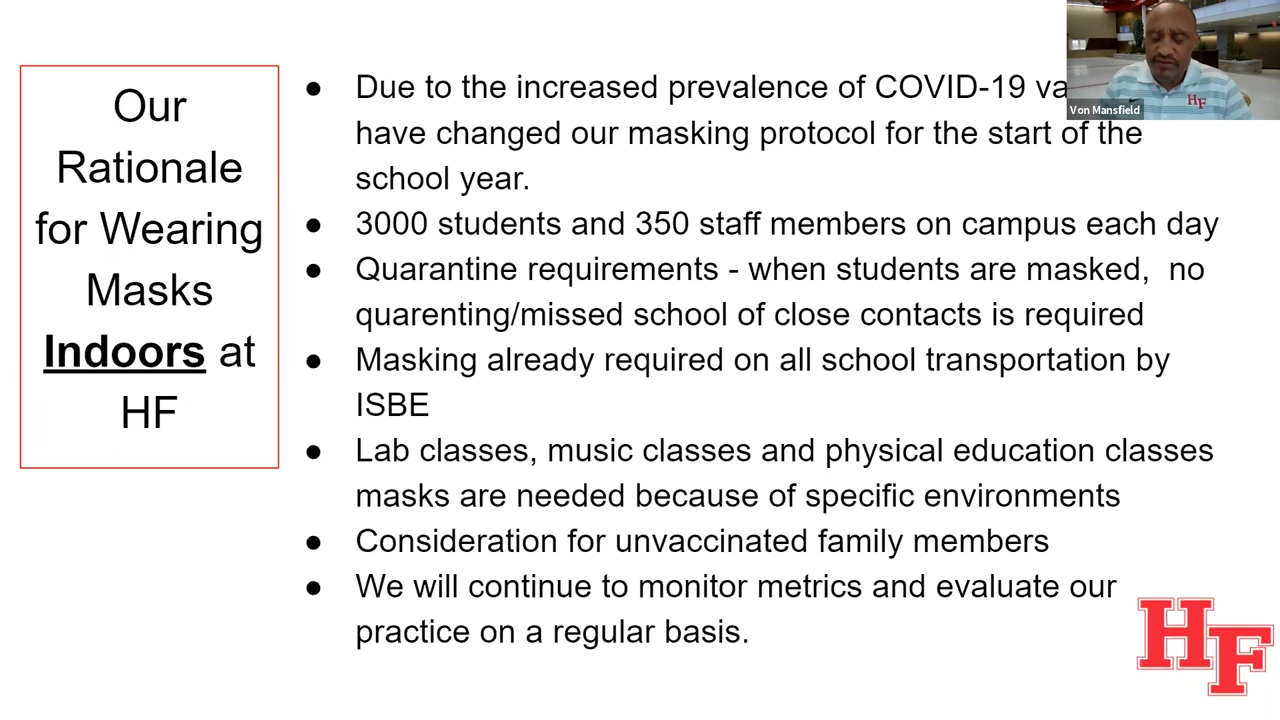 Our
Rationale
for Wearing
Masks
Indoors at
HF
● Due to the increased prevalence of COVID-19
have changed our masking protocol for the start of the
school year.
● 3000 students and 350 staff members on campus each day
● Quarantine requirements - when students are masked,  no
quarenting/missed school of close contacts is required
● Masking already required on all school transportation by
ISBE
● Lab classes, music classes and physical education classes
masks are needed because of specific environments
● Consideration for unvaccinated family members
● We will continue to monitor metrics and evaluate our
practice on a regular basis.
HF
Von Mansfield
HF